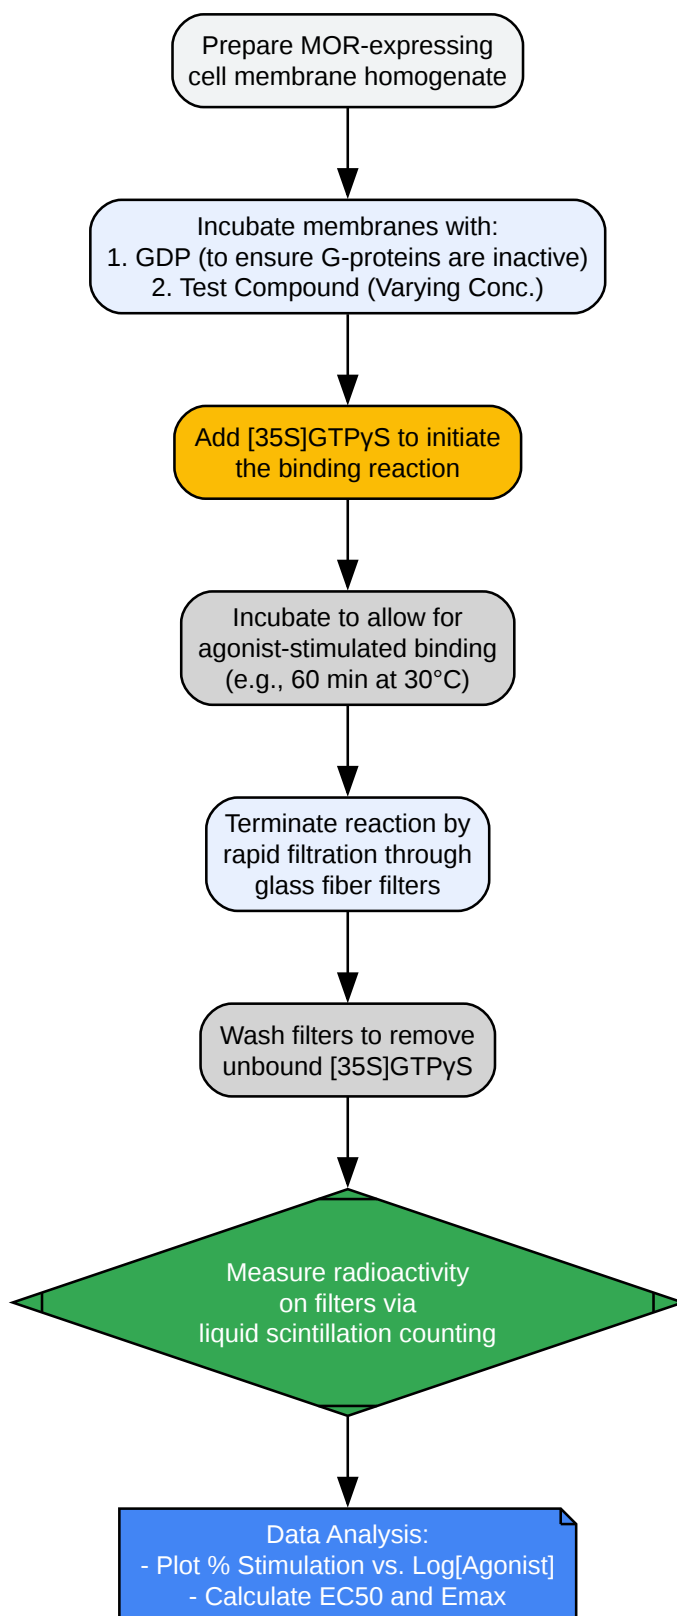 Prepare MOR-expressing
cell membrane homogenate
Incubate membranes with:
1. GDP (to ensure G-proteins are inactive)
2. Test Compound (Varying Conc.)
Add [35S]GTPγS to initiate
the binding reaction
Incubate to allow for
agonist-stimulated binding
(e.g., 60 min at 30°C)
Terminate reaction by
rapid filtration through
glass fiber filters
Wash filters to remove
unbound [35S]GTPγS
Measure radioactivity
on filters via
liquid scintillation counting
Data Analysis:
- Plot % Stimulation vs. Log[Agonist]
- Calculate EC50 and Emax